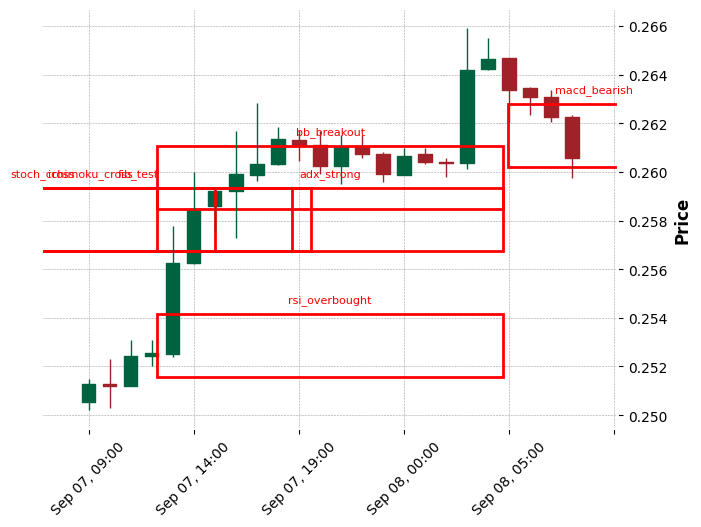 0.266
0.264
macd_bearish
0.262
bb_breakout
0.260
fib_test
adx_strong
0.258
Price
0.256
rsi_overbought
0.254
0.252
0.250
Sep 07, 09:00
Sep 07, 14:00
Sep 07, 19:00
Sep 08, 00:00
Sep 08, 05:00